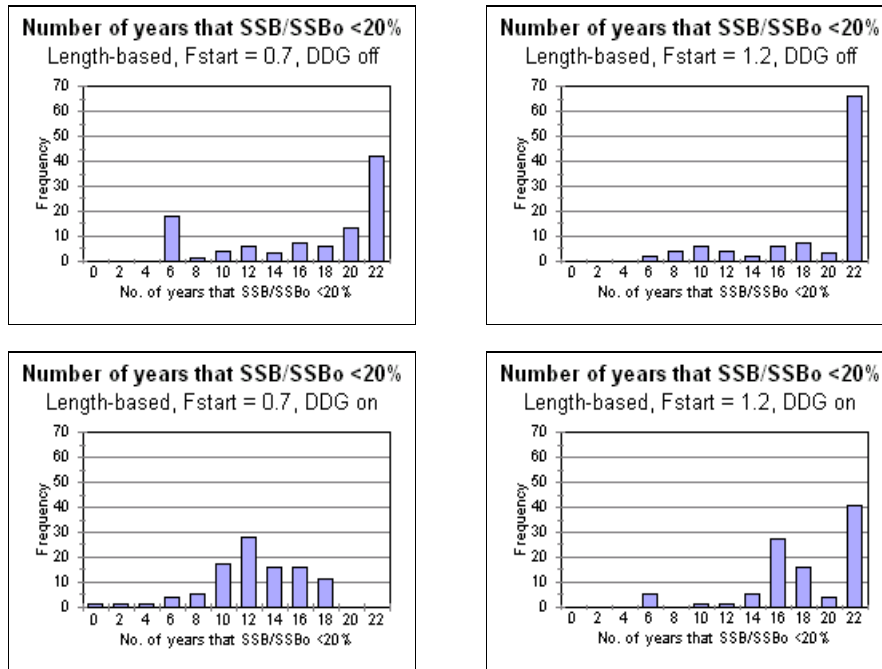 Number of years that SSB/SSBo <20%
Length-based, Fstart = 0.7, DDG off
Frequency
70
60
50
40
30
20
10
0
0 2 4 6 8 10 12 14 16 18 20 22
No. of years that SSB/SSBo <20%
Number of years that SSB/SSBo <20%
Length-based, Fstart = 1.2, DDG off
Frequency
70
60
50
40
30
20
10
0
0 2 4 6 8 10 12 14 16 18 20 22
No. of years that SSB/SSBo <20%
Number of years that SSB/SSBo <20%
Length-based, Fstart = 0.7, DDG on
Frequency
70
60
50
40
30
20
10
0
0 2 4 6 8 10 12 14 16 18 20 22
No. of years that SSB/SSBo <20%
Number of years that SSB/SSBo <20%
Length-based, Fstart = 1.2, DDG on
Frequency
70
60
50
40
30
20
10
0
0 2 4 6 8 10 12 14 16 18 20 22
No. of years that SSB/SSBo <20%